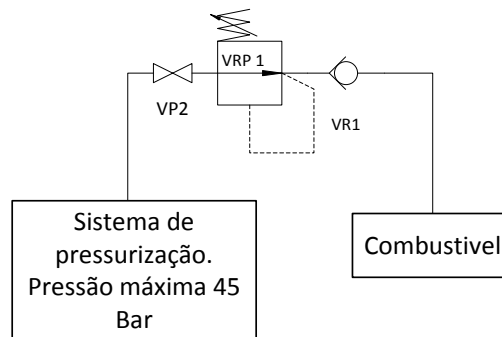 VRP 1
VP2
VR1
Sistema de
pressurização.
Pressão máxima 45
Bar
Combustivel